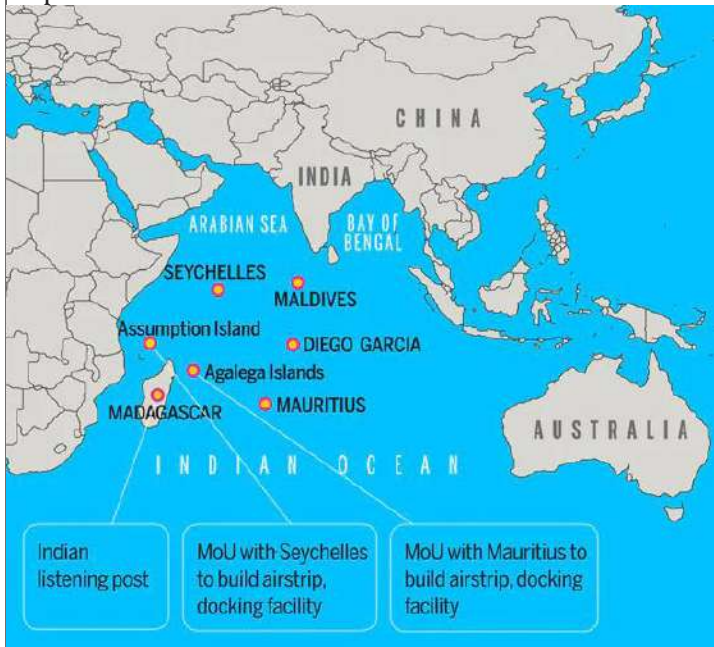 CHINA
INDIA
ARABIAN SEA
BAY OF
BENGAL
SEYCHELLES
MALDIVES
Assumption Island
DIEGO GARCIA
Agalega Islands
MADAGASCAR
MAURITIUS
AUSTRALIA
INDIAN OCEAN
Indian
listening post
MoU with Seychelles
to build airstrip,
docking facility
MoU with Mauritius to
build airstrip, docking
facility